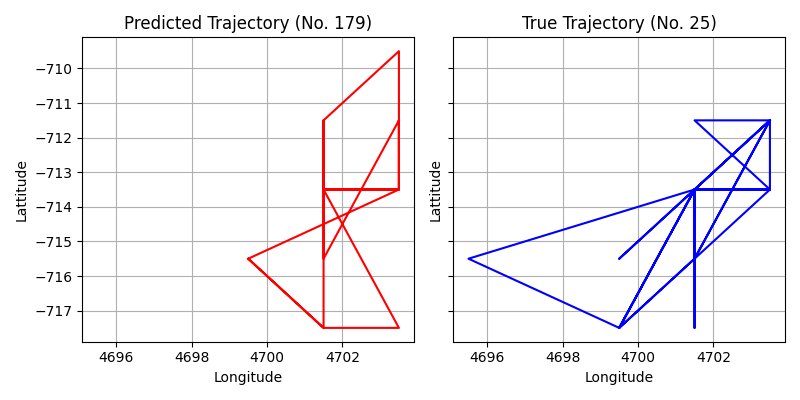 Predicted Trajectory (No. 179)
True Trajectory (No. 25)
−710
−711
−712
−713
−714
−715
−716
−717
Lattitude
Lattitude
4696
4698
4700
4702
4696
4698
4700
4702
Longitude
Longitude